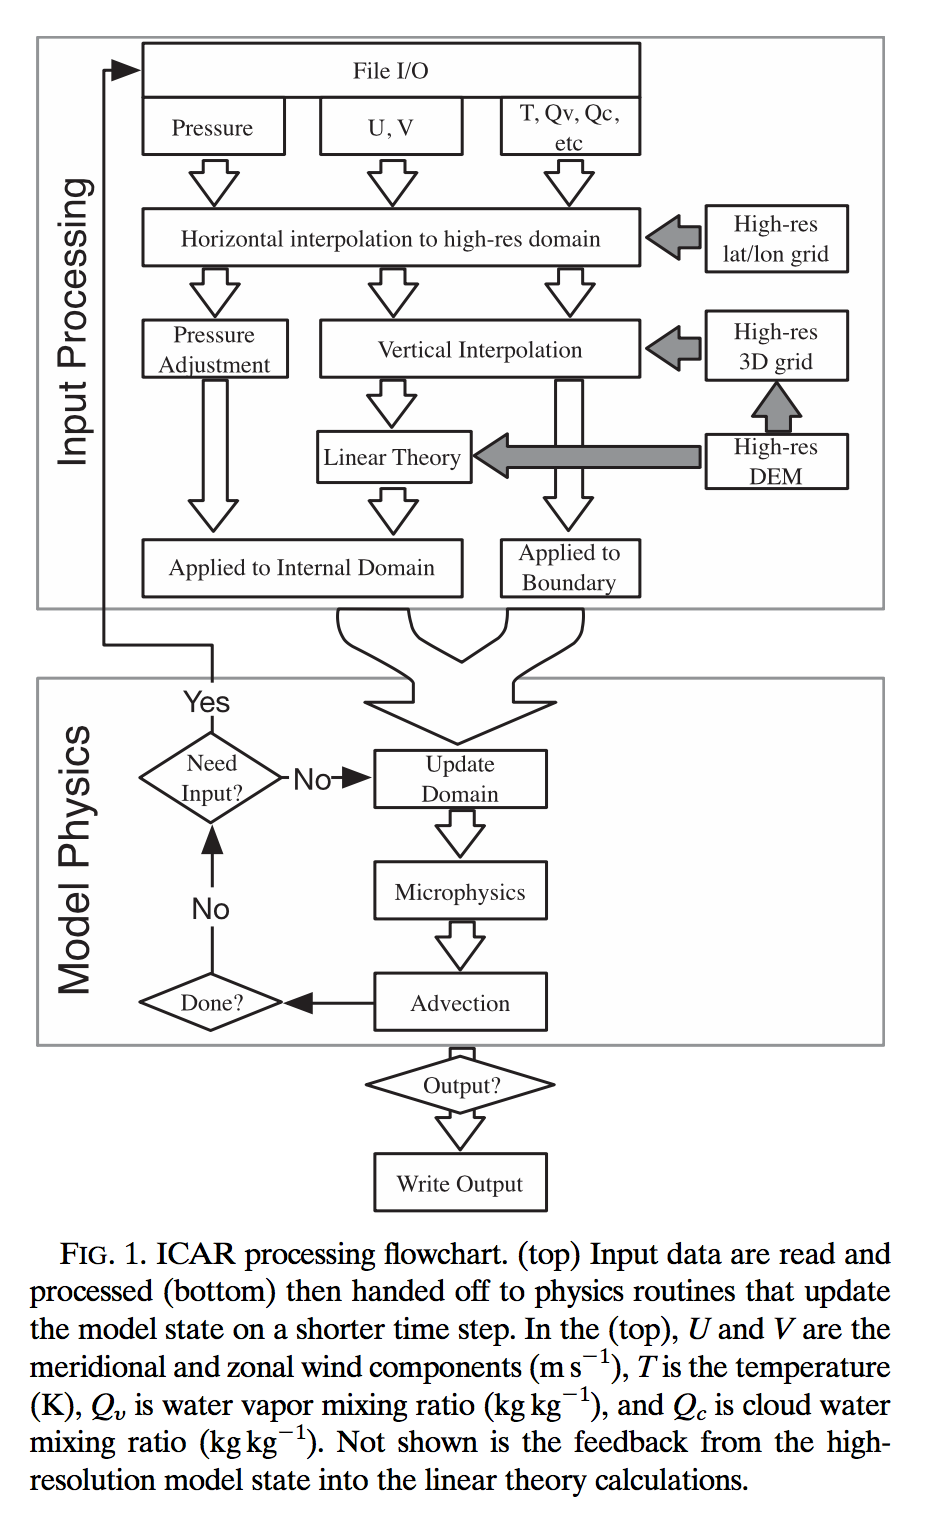 Input Processing
File I/O
Pressure
U, V
T, Qv, Qc,
etc
Horizontal interpolation to high-res domain
High-res
lat/lon grid
Pressure
Adjustment
Vertical Interpolation
High-res
3D grid
Linear Theory
High-res
DEM
Applied to Internal Domain
Applied to
Boundary
Model Physics
Yes
Need
Input?
No
Update
Domain
Microphysics
No
Done?
Advection
Output?
Write Output
FIG. 1. ICAR processing flowchart. (top) Input data are read and
processed (bottom) then handed off to physics routines that update
the model state on a shorter time step. In the (top), U and V are the
meridional and zonal wind components (m s⁻¹), T is the temperature
(K), Qᵥ is water vapor mixing ratio (kg kg⁻¹), and Q_c is cloud water
mixing ratio (kg kg⁻¹). Not shown is the feedback from the high-
resolution model state into the linear theory calculations.